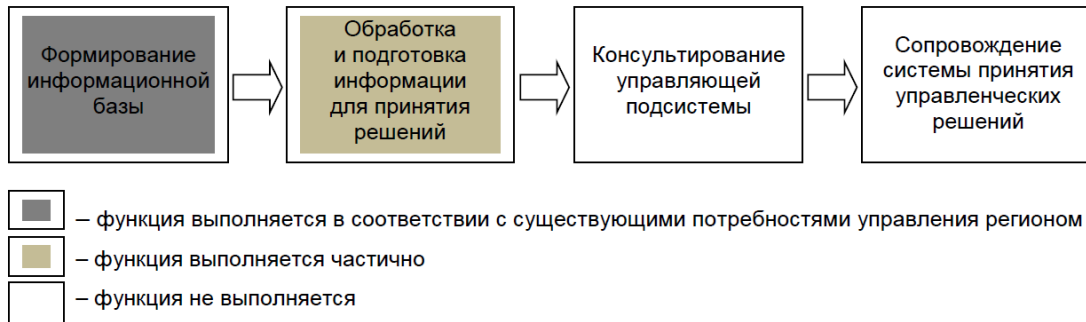 Формирование
информационной
базы
Обработка
и подготовка
информации
для принятия
решений
Консультирование
управляющей
подсистемы
Сопровождение
системы принятия
управленческих
решений
– функция выполняется в соответствии с существующими потребностями управления регионом
– функция выполняется частично
– функция не выполняется